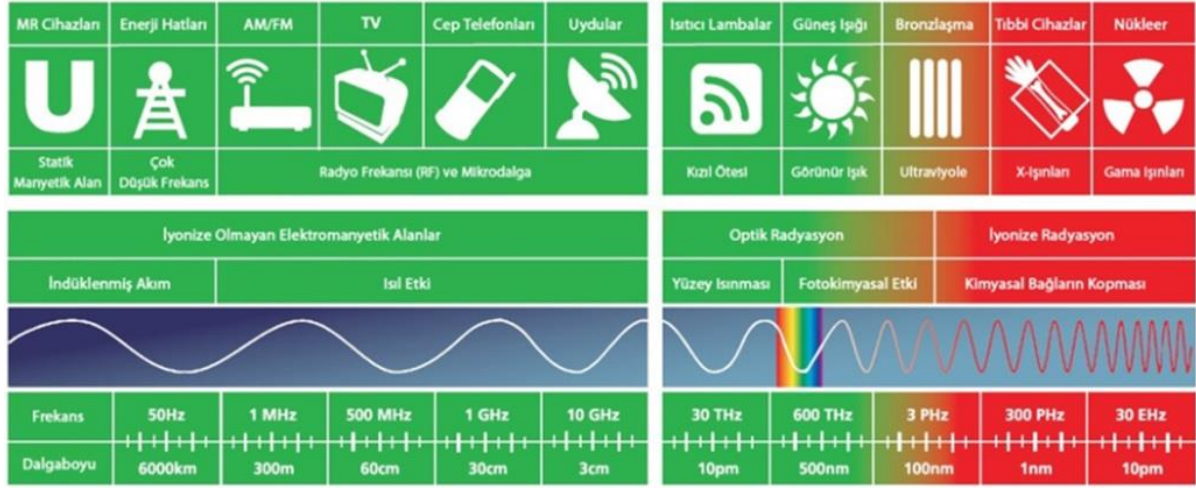 MR Cihazları Enerji Hatları AM/FM TV Cep Telefonları Uydular Isıtıcı Lambalar Güneş Işığı Bronzlaşma Tıbbi Cihazlar Nükleer
Statik Manyetik Alan
Çok Düşük Frekans
Radyo Frekansı (RF) ve Mikrodalga
Kızıl Ötesi
Görünür Işık
Ultraviyole
X-Işınları
Gama Işınları
İyonize Olmayan Elektromanyetik Alanlar
Optik Radyasyon
İyonize Radyasyon
İndüklenmiş Akım
Isıl Etki
Yüzey Isınması
Fotokimyasal Etki
Kimyasal Bağların Kopması
Frekans 50Hz 1 MHz 500 MHz 1 GHz 10 GHz 30 THz 600 THz 3 PHz 300 PHz 30 EHz
Dalgaboyu 6000km 300m 60cm 30cm 3cm 10pm 500nm 100nm 1nm 10pm